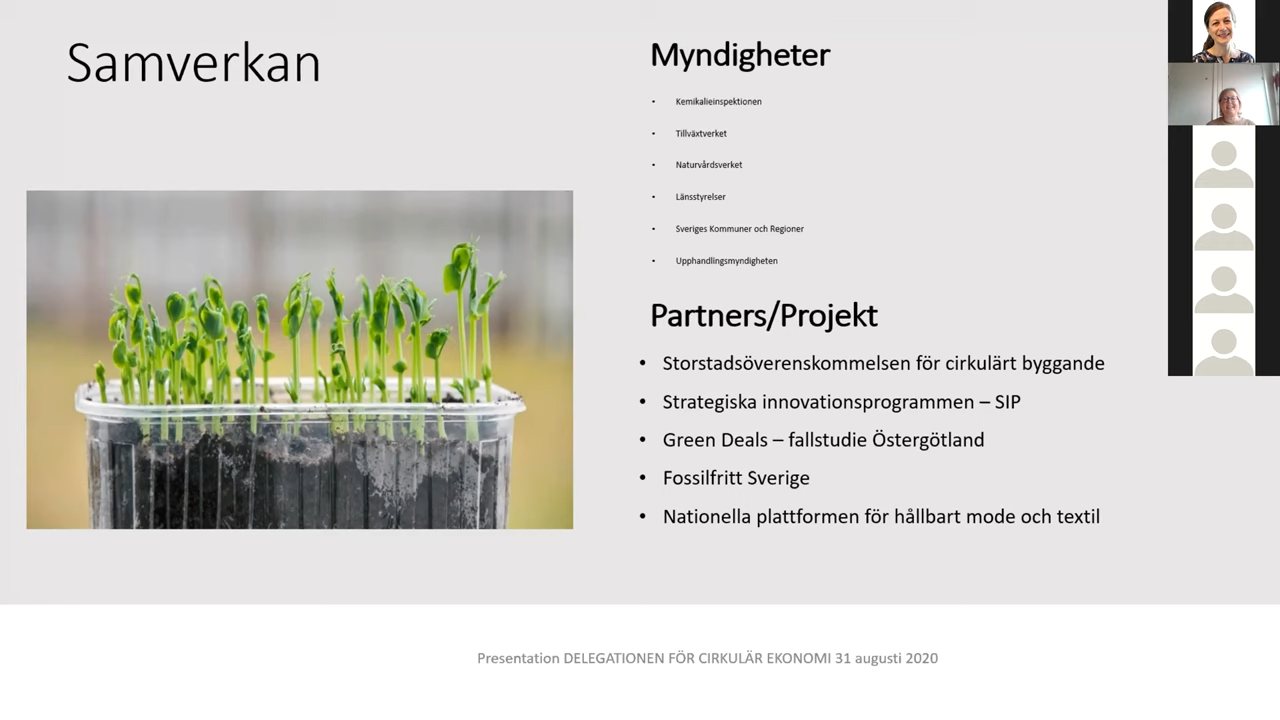 Samverkan
Myndigheter
• Kemikalieinspektionen
• Tillväxtverket
• Naturvårdsverket
• Länsstyrelser
• Sveriges Kommuner och Regioner
• Upphandlingsmyndigheten
Partners/Projekt
• Storstadsöverenskommelsen för cirkulärt byggande
• Strategiska innovationsprogrammen – SIP
• Green Deals – fallstudie Östergötland
• Fossilfritt Sverige
• Nationella plattformen för hållbart mode och textil
Presentation DELEGATIONEN FÖR CIRKULÄR EKONOMI 31 augusti 2020